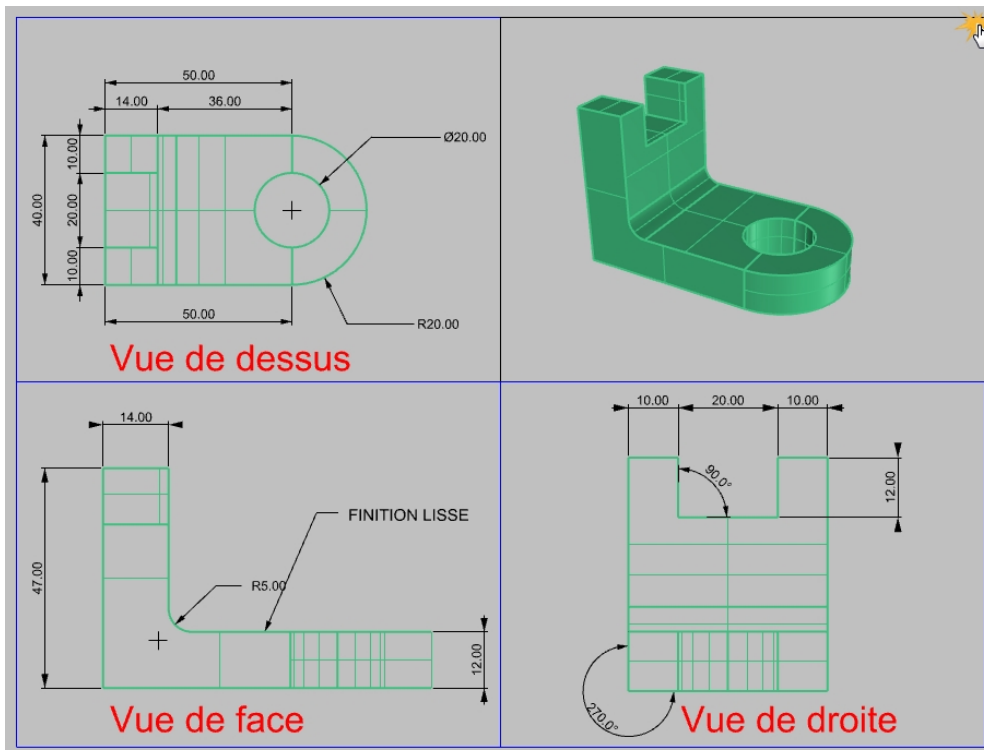 50.00
14.00
36.00
Ø20.00
10.00
40.00
20.00
10.00
50.00
R20.00
Vue de dessus
14.00
FINITION LISSE
47.00
R5.00
12.00
Vue de face
10.00
20.00
10.00
90.0°
12.00
270.0°
Vue de droite